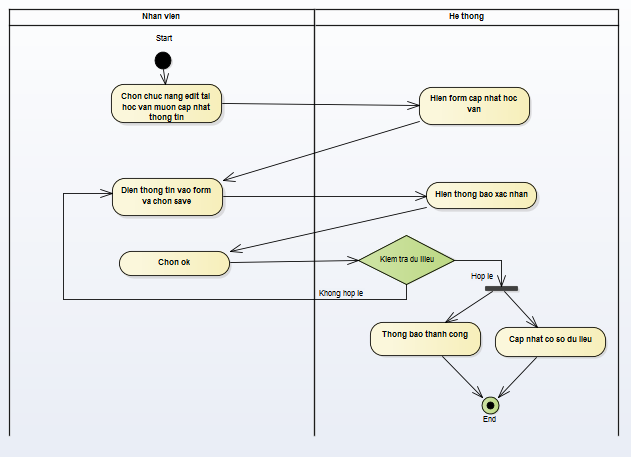 Nhan vien
He thong
Start
Chon chuc nang edit tai
hoc van muon cap nhat
thong tin
Hien form cap nhat hoc
van
Dien thong tin vao form
va chon save
Hien thong bao xac nhan
Chon ok
Kiem tra du lilieu
Hop le
Khong hop le
Thong bao thanh cong
Cap nhat co so du lieu
End